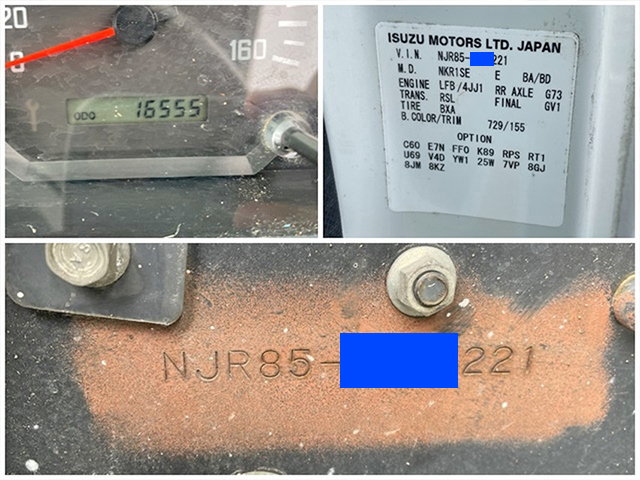 20
0
160
ODO 16555
ISUZU MOTORS LTD. JAPAN
V.I.N. NJR85- 221
M.D. NKR1SE E BA/BD
ENGINE LFB/4JJ1 RR AXLE G73
TRANS. RSL FINAL GV1
TIRE BXA
B.COLOR/TRIM 729/155
OPTION
C60 E7N FF0 K89 RPS RT1
U69 V4D YW1 25W 7VP 8GJ
8JM 8KZ
NJR85- 221